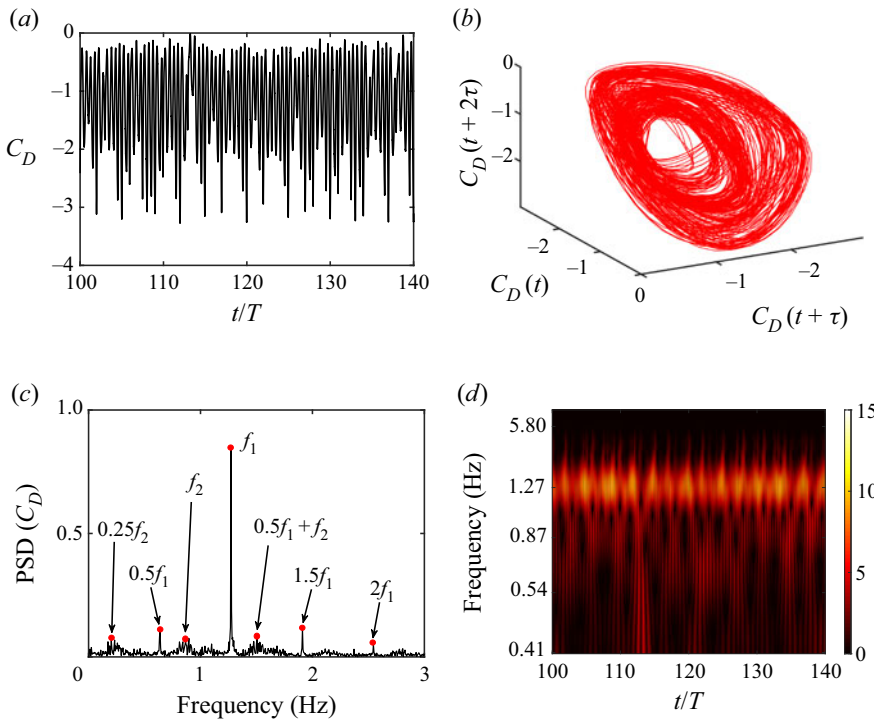 (a)
0
−1
−2
−3
−4
C_D
100 110 120 130 140
t/T
(b)
0
−1
−2
C_D (t + 2τ)
−2
−1
0
C_D (t)
−1
−2
C_D (t + τ)
(c)
1.0
0.5
0 1 2 3
PSD (C_D)
Frequency (Hz)
0.25f_2
0.5f_1
f_2
f_1
0.5f_1 + f_2
1.5f_1
2f_1
(d)
5.80
1.27
0.87
0.54
0.41
Frequency (Hz)
100 110 120 130 140
t/T
15
10
5
0